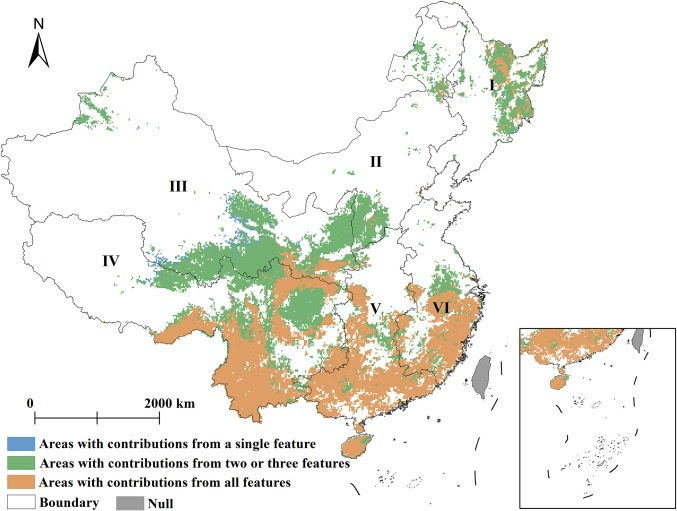 N
I
II
III
IV
V
VI
0 2000 km
Areas with contributions from a single feature
Areas with contributions from two or three features
Areas with contributions from all features
Boundary Null